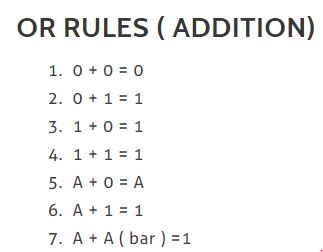 OR RULES ( ADDITION)
1. 0 + 0 = 0
2. 0 + 1 = 1
3. 1 + 0 = 1
4. 1 + 1 = 1
5. A + 0 = A
6. A + 1 = 1
7. A + A ( bar ) =1